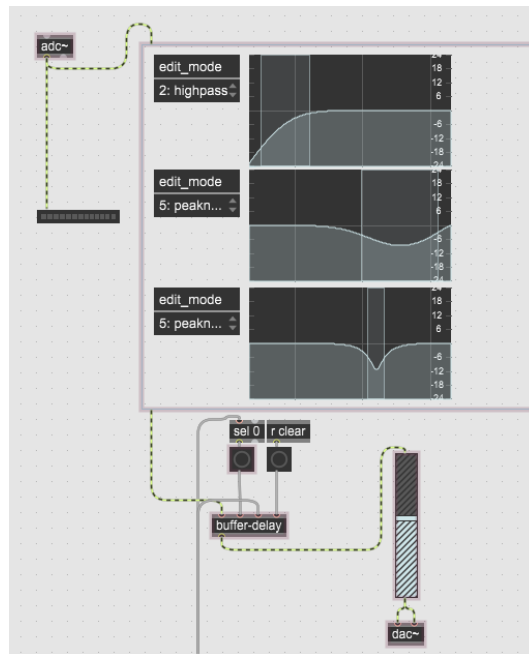 adc~
edit_mode
2: highpass
24
18
12
6
-6
-12
-18
-24
edit_mode
5: peakn...
24
18
12
6
-6
-12
-18
-24
edit_mode
5: peakn...
24
18
12
6
-6
-12
-18
-24
sel 0
r clear
buffer-delay
dac~